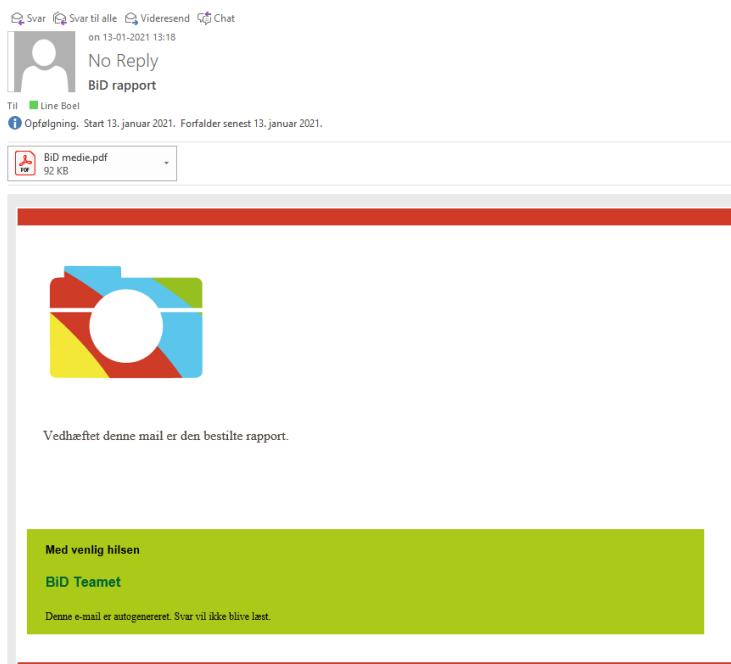 Svar Svar til alle Videresend Chat
on 13-01-2021 13:18
No Reply
BiD rapport
Til Line Boel
Opfølgning. Start 13. januar 2021. Forfalder senest 13. januar 2021.
BiD medie.pdf
PDF 92 KB
Vedhæftet denne mail er den bestilte rapport.
Med venlig hilsen
BiD Teamet
Denne e-mail er autogenereret. Svar vil ikke blive læst.